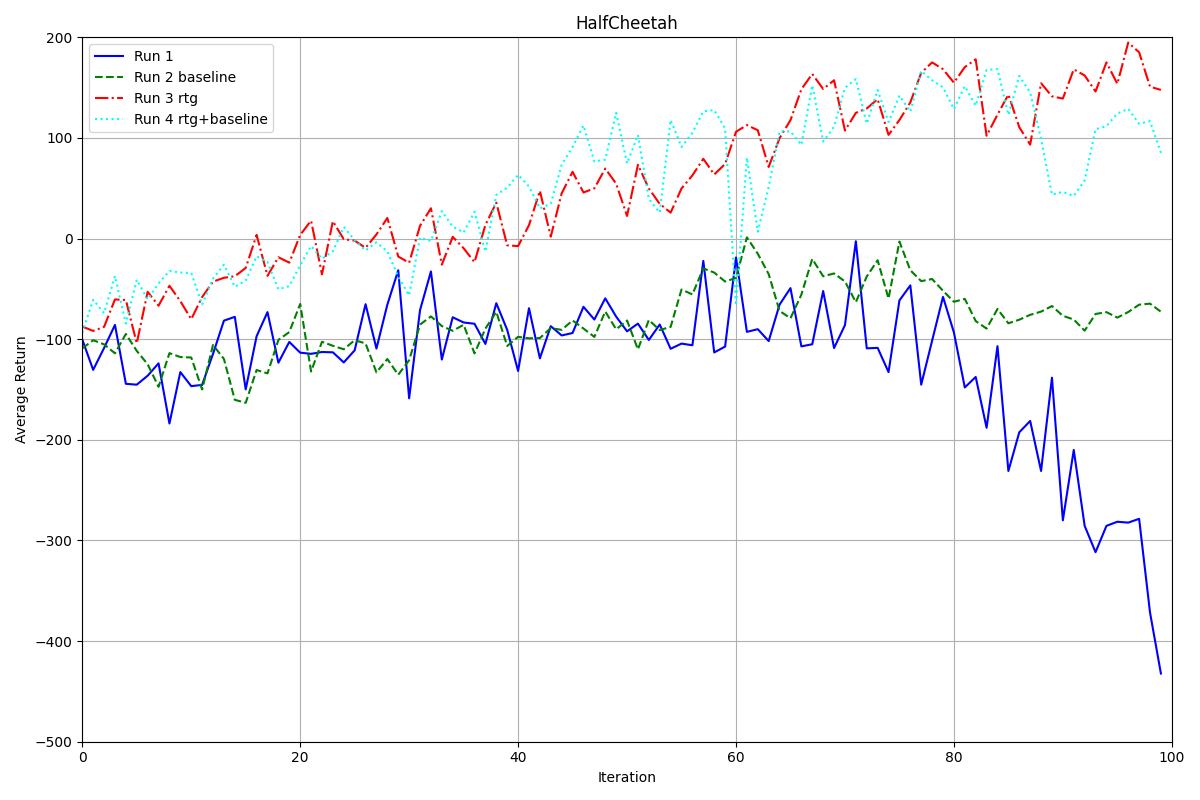 HalfCheetah
Run 1
Run 2 baseline
Run 3 rtg
Run 4 rtg+baseline
200
100
0
−100
−200
−300
−400
−500
Average Return
0 20 40 60 80 100
Iteration